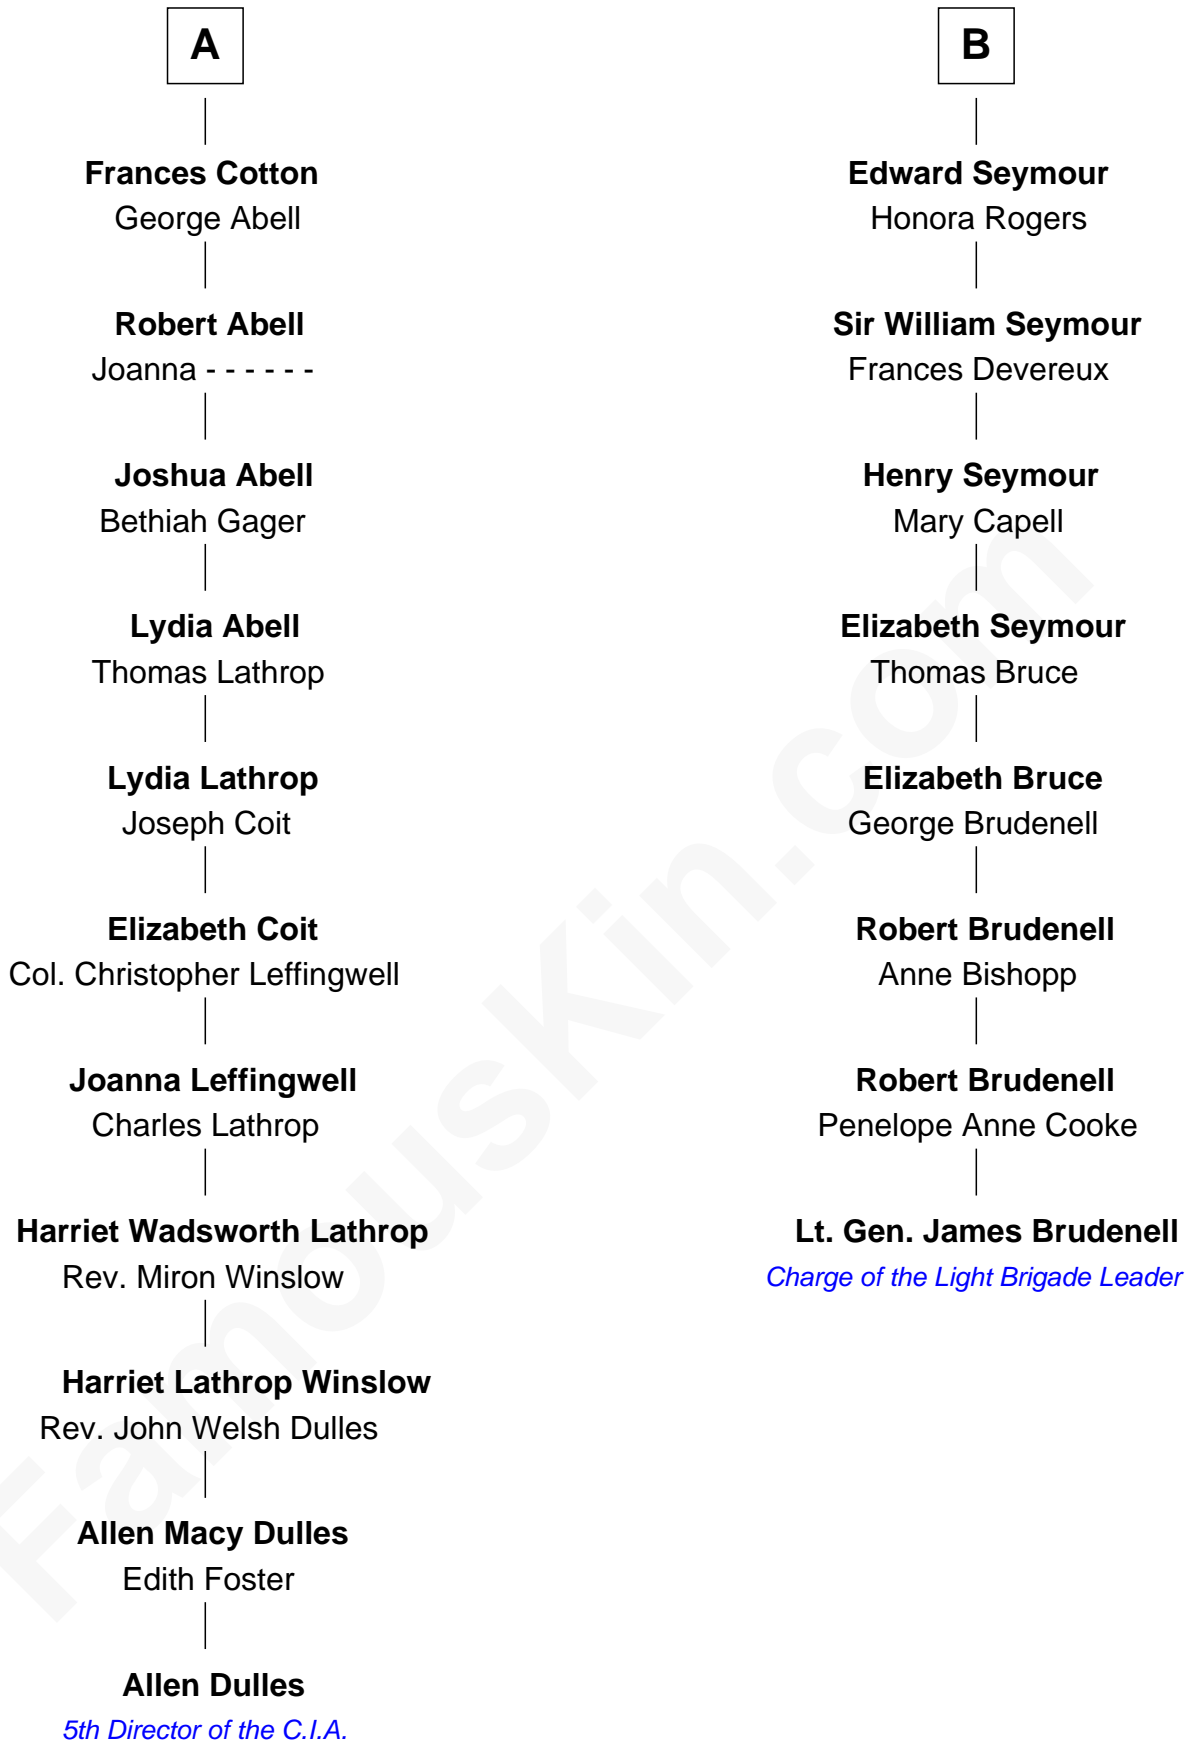 A
Frances Cotton
George Abell
Robert Abell
Joanna - - - - - -
Joshua Abell
Bethiah Gager
Lydia Abell
Thomas Lathrop
Lydia Lathrop
Joseph Coit
Elizabeth Coit
Col. Christopher Leffingwell
Joanna Leffingwell
Charles Lathrop
Harriet Wadsworth Lathrop
Rev. Miron Winslow
Harriet Lathrop Winslow
Rev. John Welsh Dulles
Allen Macy Dulles
Edith Foster
Allen Dulles
5th Director of the C.I.A.
B
Edward Seymour
Honora Rogers
Sir William Seymour
Frances Devereux
Henry Seymour
Mary Capell
Elizabeth Seymour
Thomas Bruce
Elizabeth Bruce
George Brudenell
Robert Brudenell
Anne Bishopp
Robert Brudenell
Penelope Anne Cooke
Lt. Gen. James Brudenell
Charge of the Light Brigade Leader
FamousKin.com